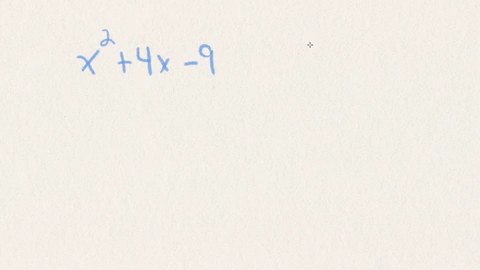 x² + 4x - 9